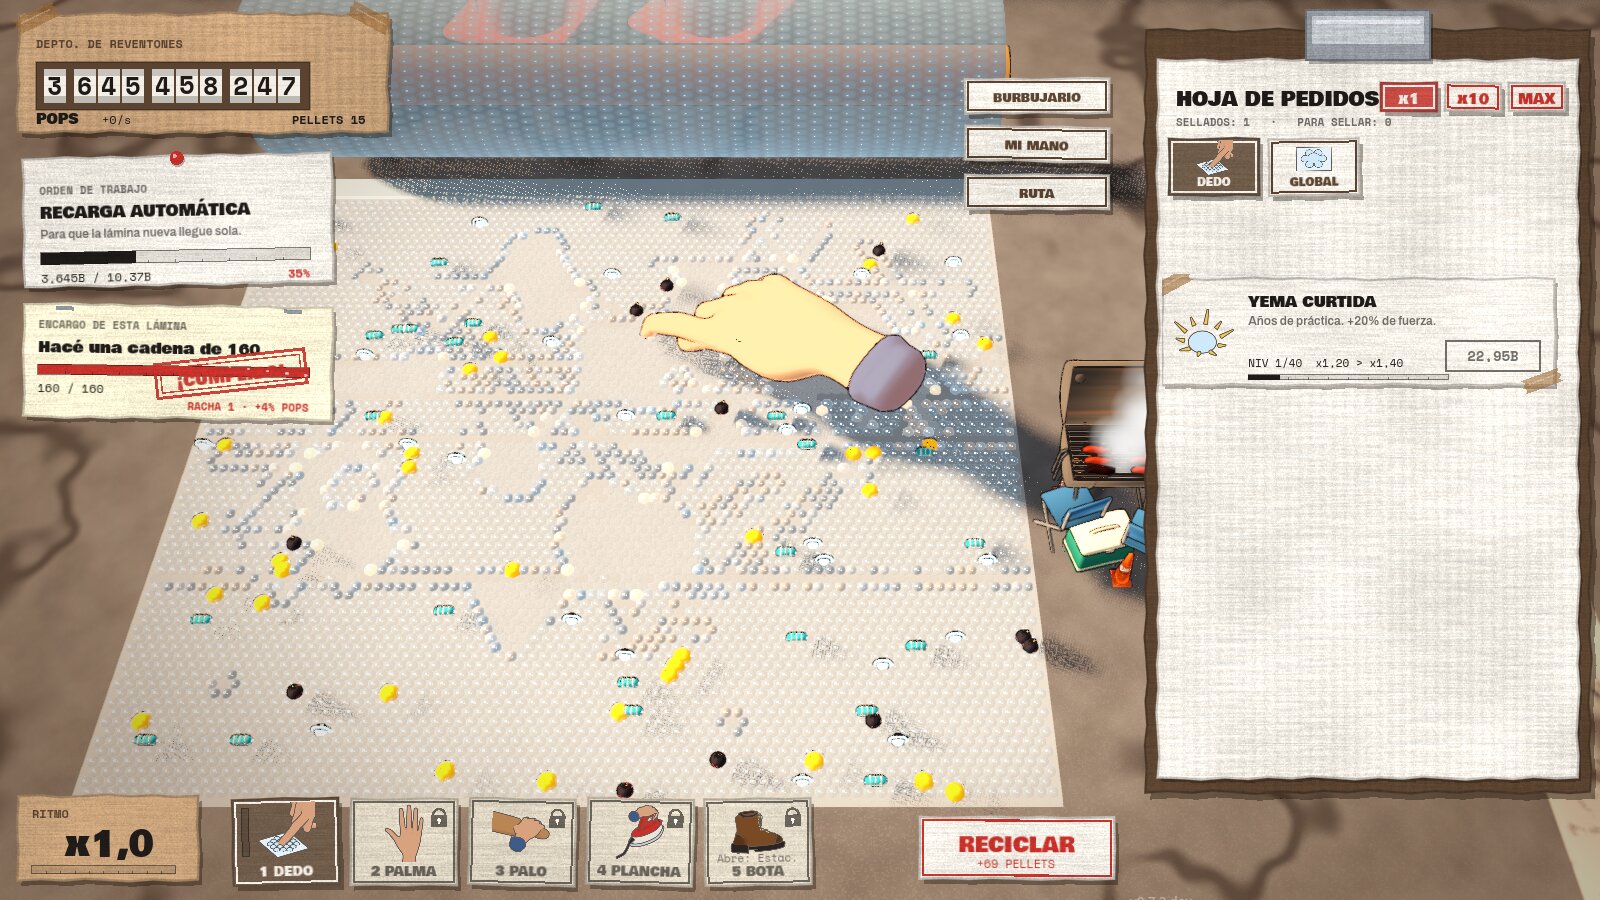 DEPTO. DE REVENTONES
3 645 458 247
POPS +0/s PELLETS 15
ORDEN DE TRABAJO
RECARGA AUTOMÁTICA
Para que la lámina nueva llegue sola.
3,645B / 10,37B 35%
ENCARGO DE ESTA LÁMINA
Hacé una cadena de 160
160 / 160
RACHA 1 · +4% POPS
BURBUJARIO
MI MANO
RUTA
HOJA DE PEDIDOS x1 x10 MAX
SELLADOS: 1 · PARA SELLAR: 0
DEDO GLOBAL
YEMA CURTIDA
Años de práctica. +20% de fuerza.
NIV 1/40 x1,20 > x1,40 22,95B
RITMO
x1,0
1 DEDO
2 PALMA
3 PALO
4 PLANCHA
Abre: Estac.
5 BOTA
RECICLAR
+69 PELLETS